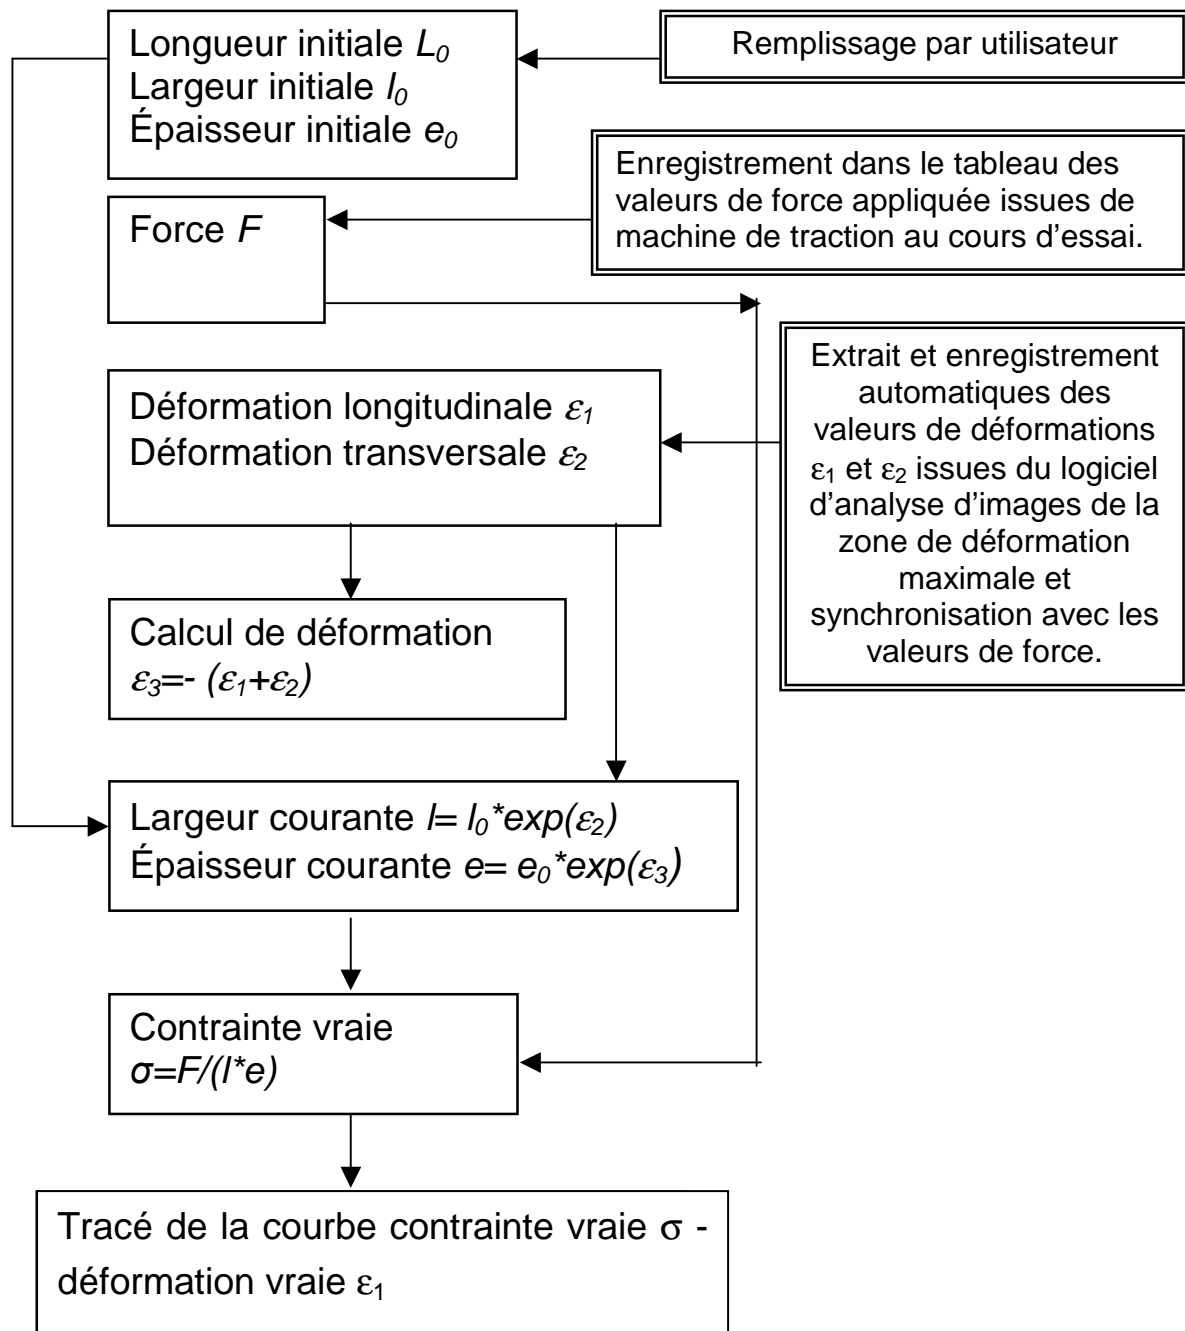 Longueur initiale L₀
Largeur initiale l₀
Épaisseur initiale e₀
Remplissage par utilisateur
Enregistrement dans le tableau des
valeurs de force appliquée issues de
machine de traction au cours d’essai.
Force F
Extrait et enregistrement
automatiques des
valeurs de déformations
ε₁ et ε₂ issues du logiciel
d’analyse d’images de la
zone de déformation
maximale et
synchronisation avec les
valeurs de force.
Déformation longitudinale ε₁
Déformation transversale ε₂
Calcul de déformation
ε₃=- (ε₁+ε₂)
Largeur courante l= l₀*exp(ε₂)
Épaisseur courante e= e₀*exp(ε₃)
Contrainte vraie
σ=F/(l*e)
Tracé de la courbe contrainte vraie σ -
déformation vraie ε₁